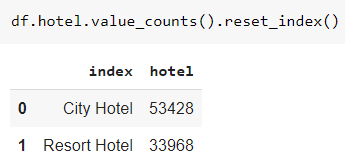 df.hotel.value_counts().reset_index()
index hotel
0 City Hotel 53428
1 Resort Hotel 33968